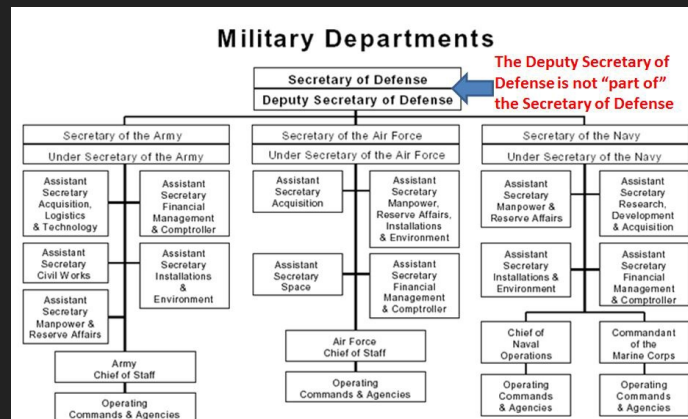 Military Departments
The Deputy Secretary of
Defense is not “part of”
the Secretary of Defense
Secretary of Defense
Deputy Secretary of Defense
Secretary of the Army
Under Secretary of the Army
Assistant
Secretary
Acquisition,
Logistics
& Technology
Assistant
Secretary
Financial
Management
& Comptroller
Assistant
Secretary
Civil Works
Assistant
Secretary
Installations
&
Environment
Assistant
Secretary
Manpower &
Reserve Affairs
Army
Chief of Staff
Operating
Commands & Agencies
Secretary of the Air Force
Under Secretary of the Air Force
Assistant
Secretary
Acquisition
Assistant
Secretary
Manpower,
Reserve Affairs,
Installations
& Environment
Assistant
Secretary
Space
Assistant
Secretary
Financial
Management
& Comptroller
Air Force
Chief of Staff
Operating
Commands & Agencies
Secretary of the Navy
Under Secretary of the Navy
Assistant
Secretary
Manpower &
Reserve Affairs
Assistant
Secretary
Research,
Development
& Acquisition
Assistant
Secretary
Installations &
Environment
Assistant
Secretary
Financial
Management &
Comptroller
Chief of
Naval
Operations
Commandant
of the
Marine Corps
Operating
Commands
& Agencies
Operating
Commands
& Agencies